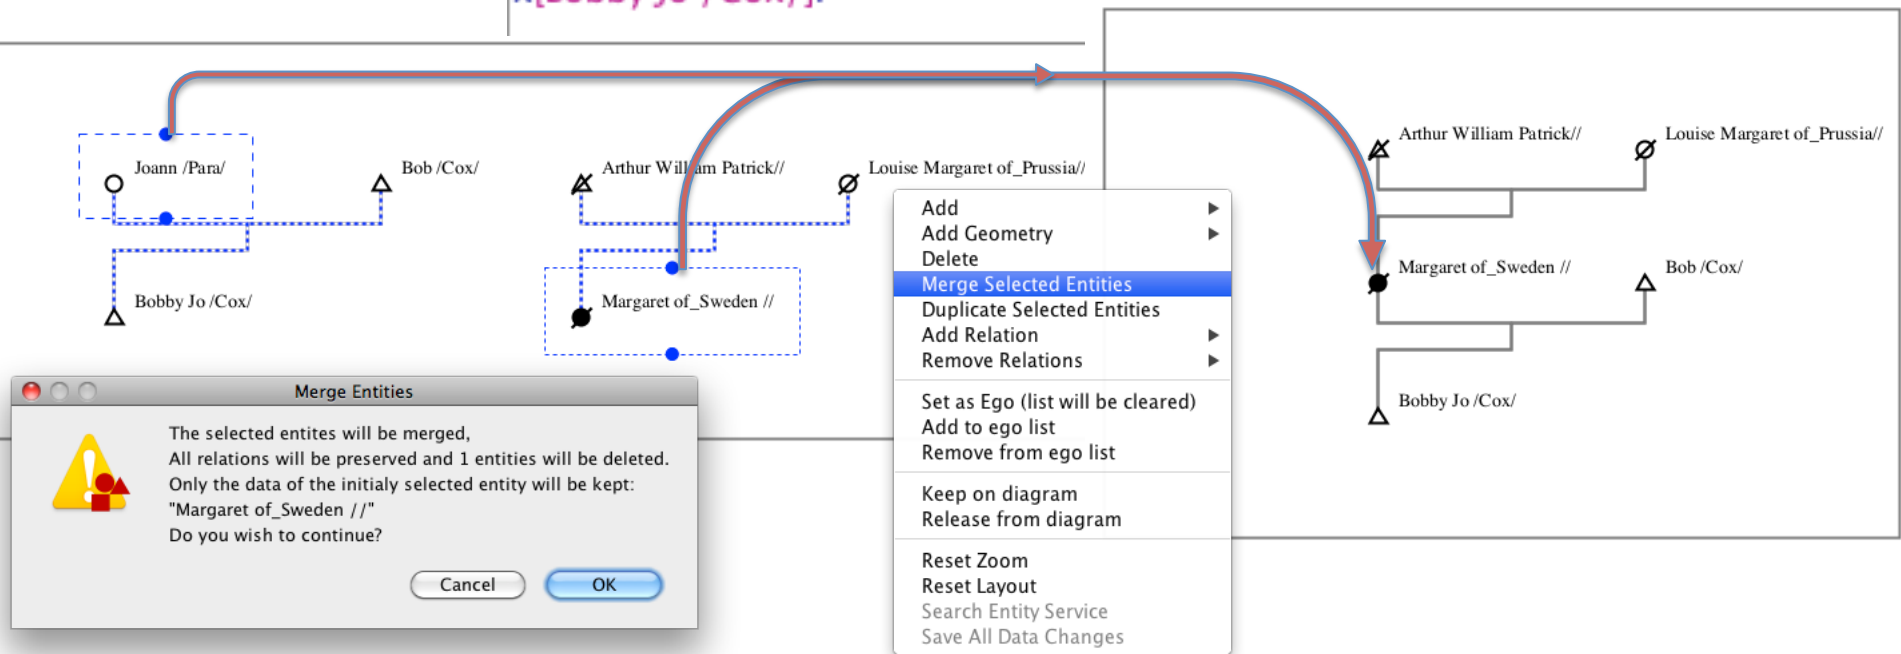 Joann /Para/
Bob /Cox/
Arthur William Patrick//
Louise Margaret of_Prussia//
Bobby Jo /Cox/
Margaret of_Sweden //
Add
Add Geometry
Delete
Merge Selected Entities
Duplicate Selected Entities
Add Relation
Remove Relations
Set as Ego (list will be cleared)
Add to ego list
Remove from ego list
Keep on diagram
Release from diagram
Reset Zoom
Reset Layout
Search Entity Service
Save All Data Changes
Merge Entities
The selected entites will be merged,
All relations will be preserved and 1 entities will be deleted.
Only the data of the initialy selected entity will be kept:
"Margaret of_Sweden //"
Do you wish to continue?
Cancel
OK
Arthur William Patrick//
Louise Margaret of_Prussia//
Margaret of_Sweden //
Bob /Cox/
Bobby Jo /Cox/